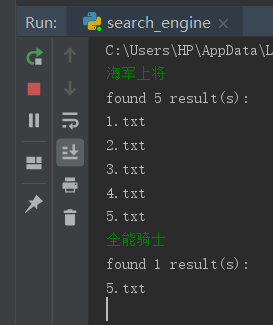 Run: search_engine ×
C:\Users\HP\AppData\L
海军上将
found 5 result(s):
1.txt
2.txt
3.txt
4.txt
5.txt
全能骑士
found 1 result(s):
5.txt